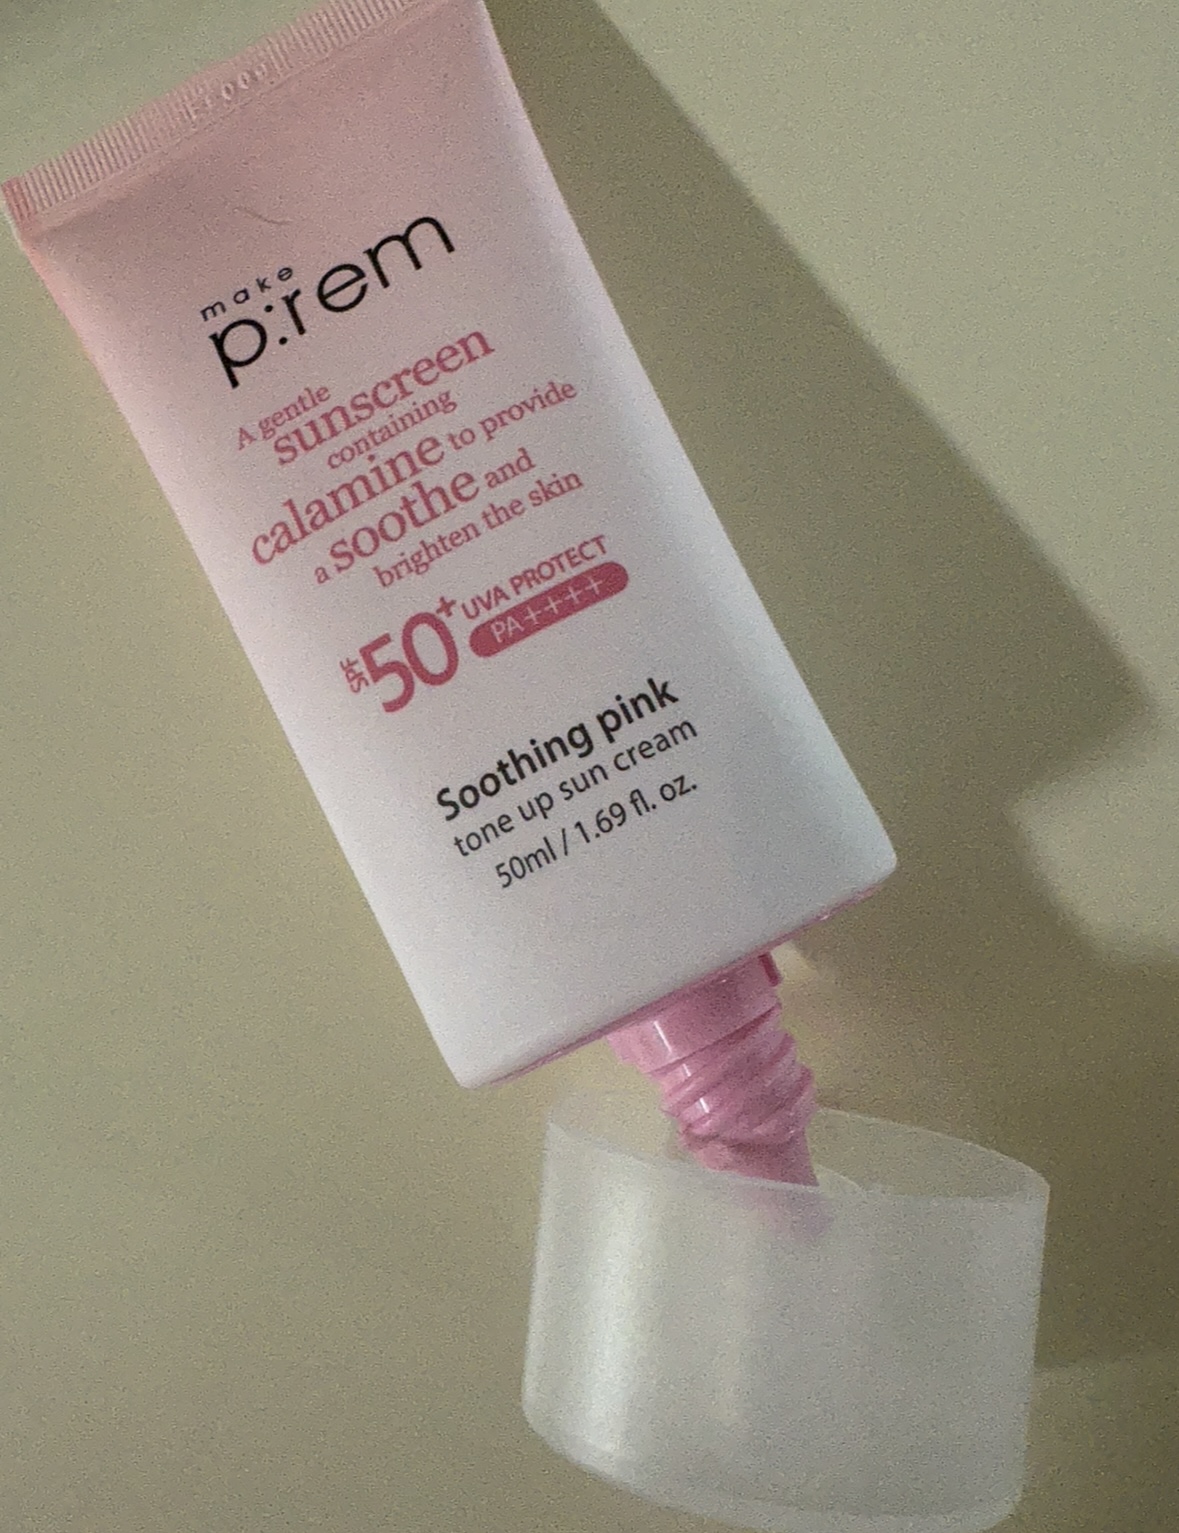 make
p:rem
A gentle
sunscreen
containing
calamine to provide
a soothe and
brighten the skin
SPF 50+ UVA PROTECT
PA++++
Soothing pink
tone up sun cream
50ml / 1.69 fl. oz.